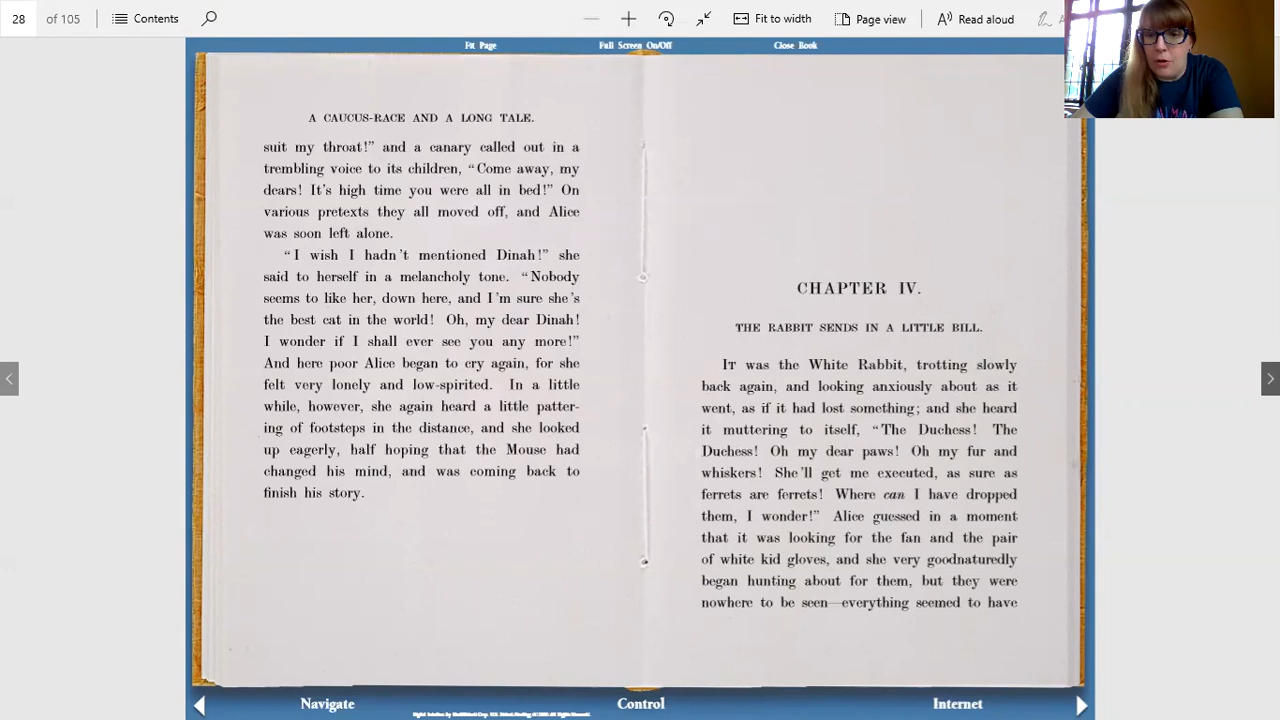 28 of 105 Contents Fit to width Page view Read aloud
Fit Page Full Screen On/Off Close Book
A CAUCUS-RACE AND A LONG TALE.
suit my throat!” and a canary called out in a
trembling voice to its children, “Come away, my
dears! It’s high time you were all in bed!” On
various pretexts they all moved off, and Alice
was soon left alone.
“I wish I hadn’t mentioned Dinah!” she
said to herself in a melancholy tone. “Nobody
seems to like her, down here, and I’m sure she’s
the best cat in the world! Oh, my dear Dinah!
I wonder if I shall ever see you any more!”
And here poor Alice began to cry again, for she
felt very lonely and low-spirited. In a little
while, however, she again heard a little patter-
ing of footsteps in the distance, and she looked
up eagerly, half hoping that the Mouse had
changed his mind, and was coming back to
finish his story.
CHAPTER IV.
THE RABBIT SENDS IN A LITTLE BILL.
It was the White Rabbit, trotting slowly
back again, and looking anxiously about as it
went, as if it had lost something; and she heard
it muttering to itself, “The Duchess! The
Duchess! Oh my dear paws! Oh my fur and
whiskers! She’ll get me executed, as sure as
ferrets are ferrets! Where can I have dropped
them, I wonder!” Alice guessed in a moment
that it was looking for the fan and the pair
of white kid gloves, and she very goodnaturedly
began hunting about for them, but they were
nowhere to be seen—everything seemed to have
Navigate Control Internet